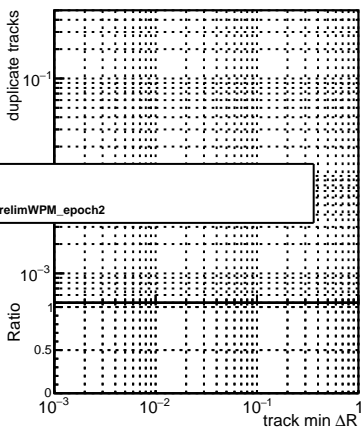 duplicate tracks
10⁻¹
relimWPM_epoch2
10⁻³
Ratio
1
0.5
0
10⁻³ 10⁻² 10⁻¹ 1
track min ΔR